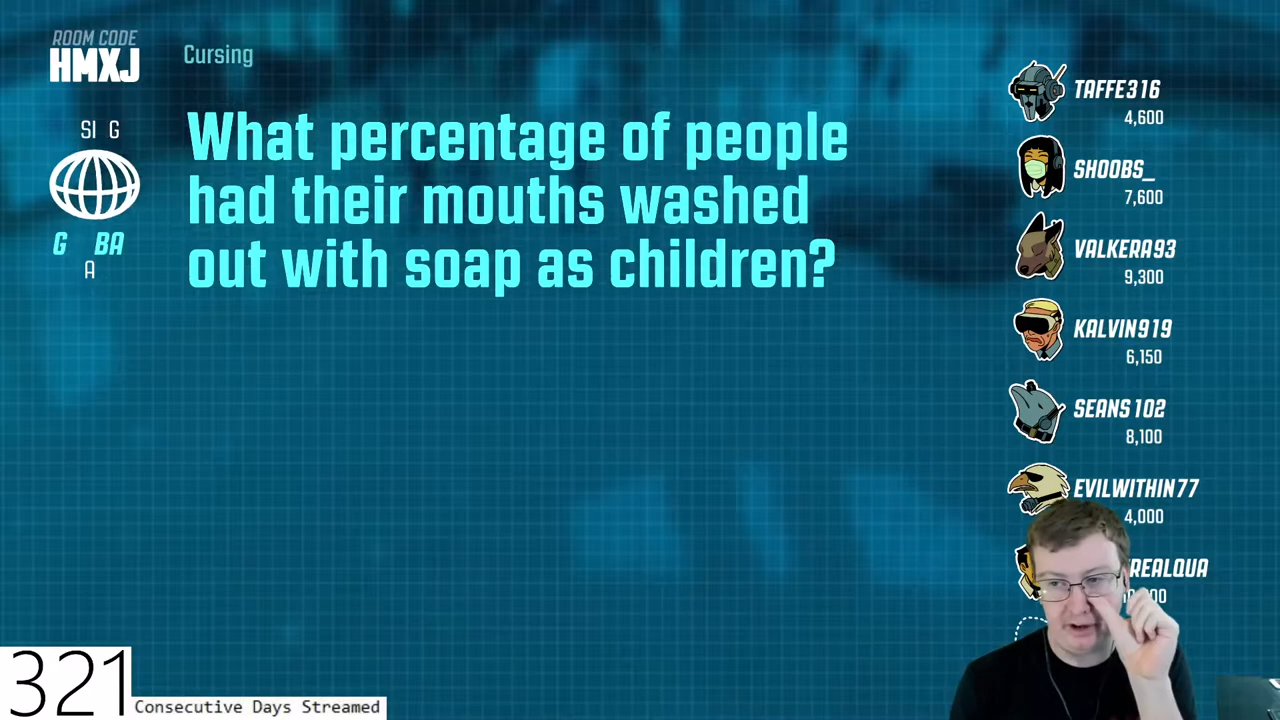 ROOM CODE
HMXJ
Cursing
SI G
G BA
A
What percentage of people
had their mouths washed
out with soap as children?
TAFFE316
4,600
SHOOBS_
7,600
VALKERA93
9,300
KALVIN919
6,150
SEANS102
8,100
EVILWITHIN77
4,000
REALQUA
321
Consecutive Days Streamed